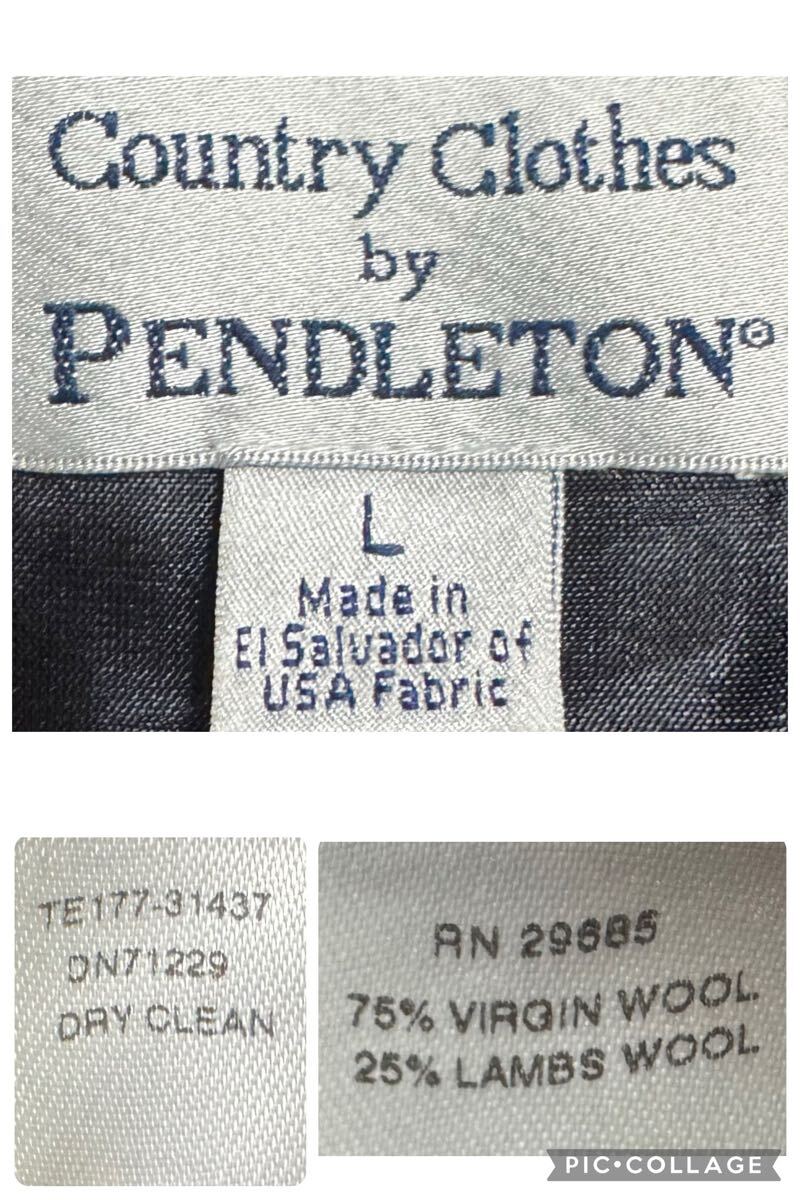 Country Clothes
by
PENDLETON®
L
Made in
El Salvador of
USA Fabric
TE177-31437
DN71229
DRY CLEAN
RN 29685
75% VIRGIN WOOL
25% LAMBS WOOL
PIC•COLLAGE